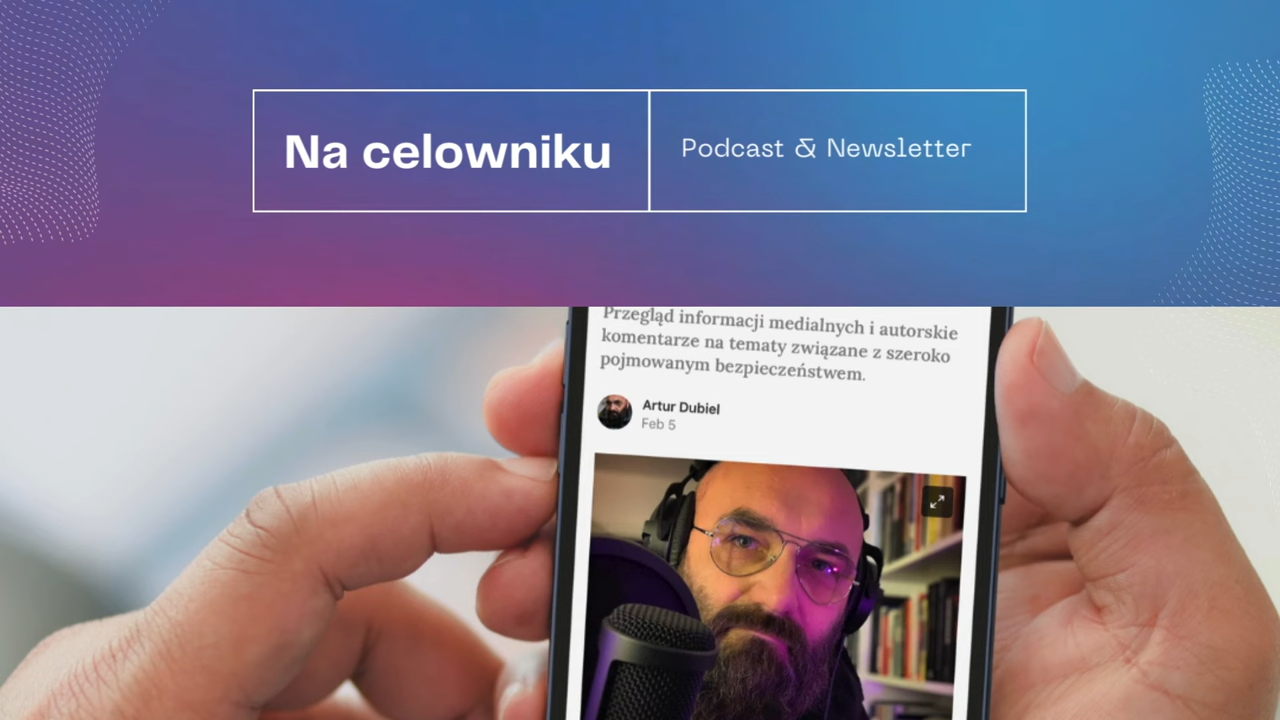 Na celowniku
Podcast & Newsletter
Przegląd informacji medialnych i autorskie
komentarze na tematy związane z szeroko
pojmowanym bezpieczeństwem.
Artur Dubiel
Feb 5